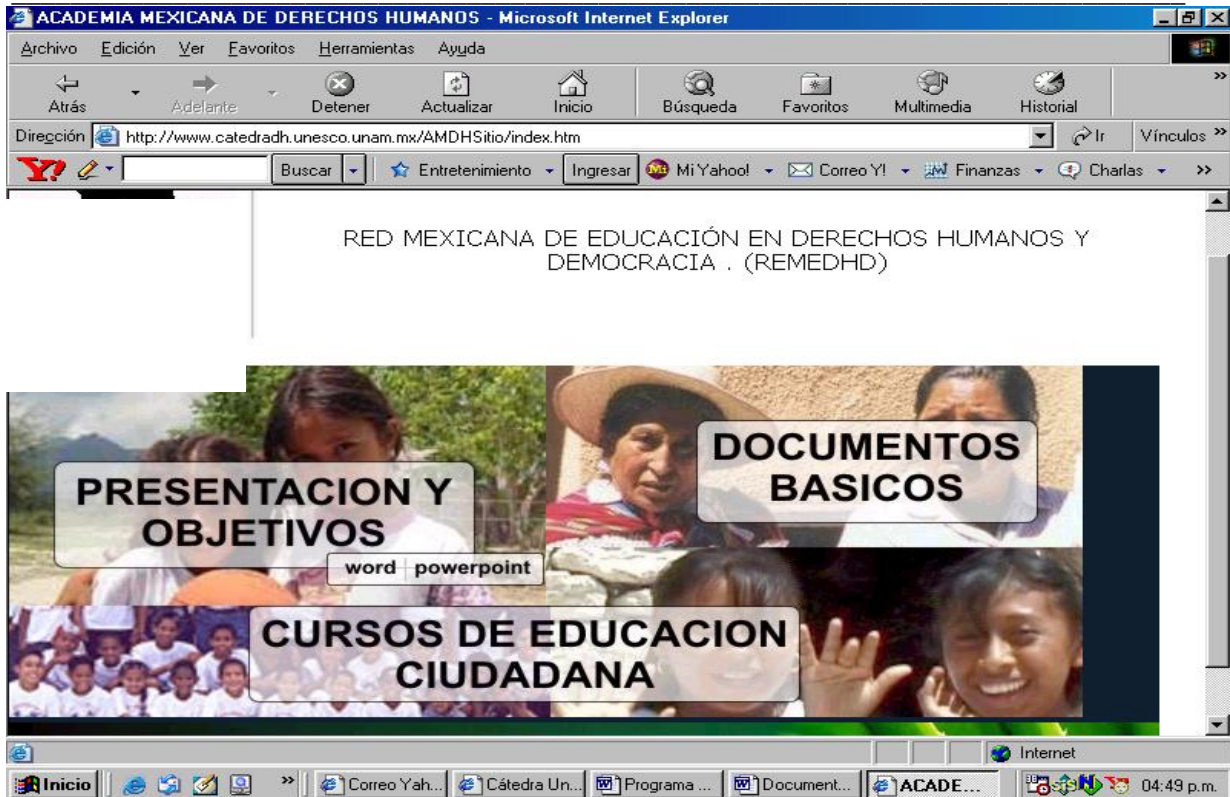 ACADEMIA MEXICANA DE DERECHOS HUMANOS - Microsoft Internet Explorer
Archivo Edición Ver Favoritos Herramientas Ayuda
Atrás Adelante Detener Actualizar Inicio Búsqueda Favoritos Multimedia Historial »
Dirección http://www.catedradh.unesco.unam.mx/AMDHSitio/index.htm Ir Vínculos »
Y! Buscar Entretenimiento Ingresar Mi Yahoo! Correo Y! Finanzas Charlas »
RED MEXICANA DE EDUCACIÓN EN DERECHOS HUMANOS Y
DEMOCRACIA . (REMEDHD)
PRESENTACION Y
OBJETIVOS
word powerpoint
DOCUMENTOS
BASICOS
CURSOS DE EDUCACION
CIUDADANA
Internet
Inicio » Correo Yah... Cátedra Un... Programa ... Document... ACADE... 04:49 p.m.